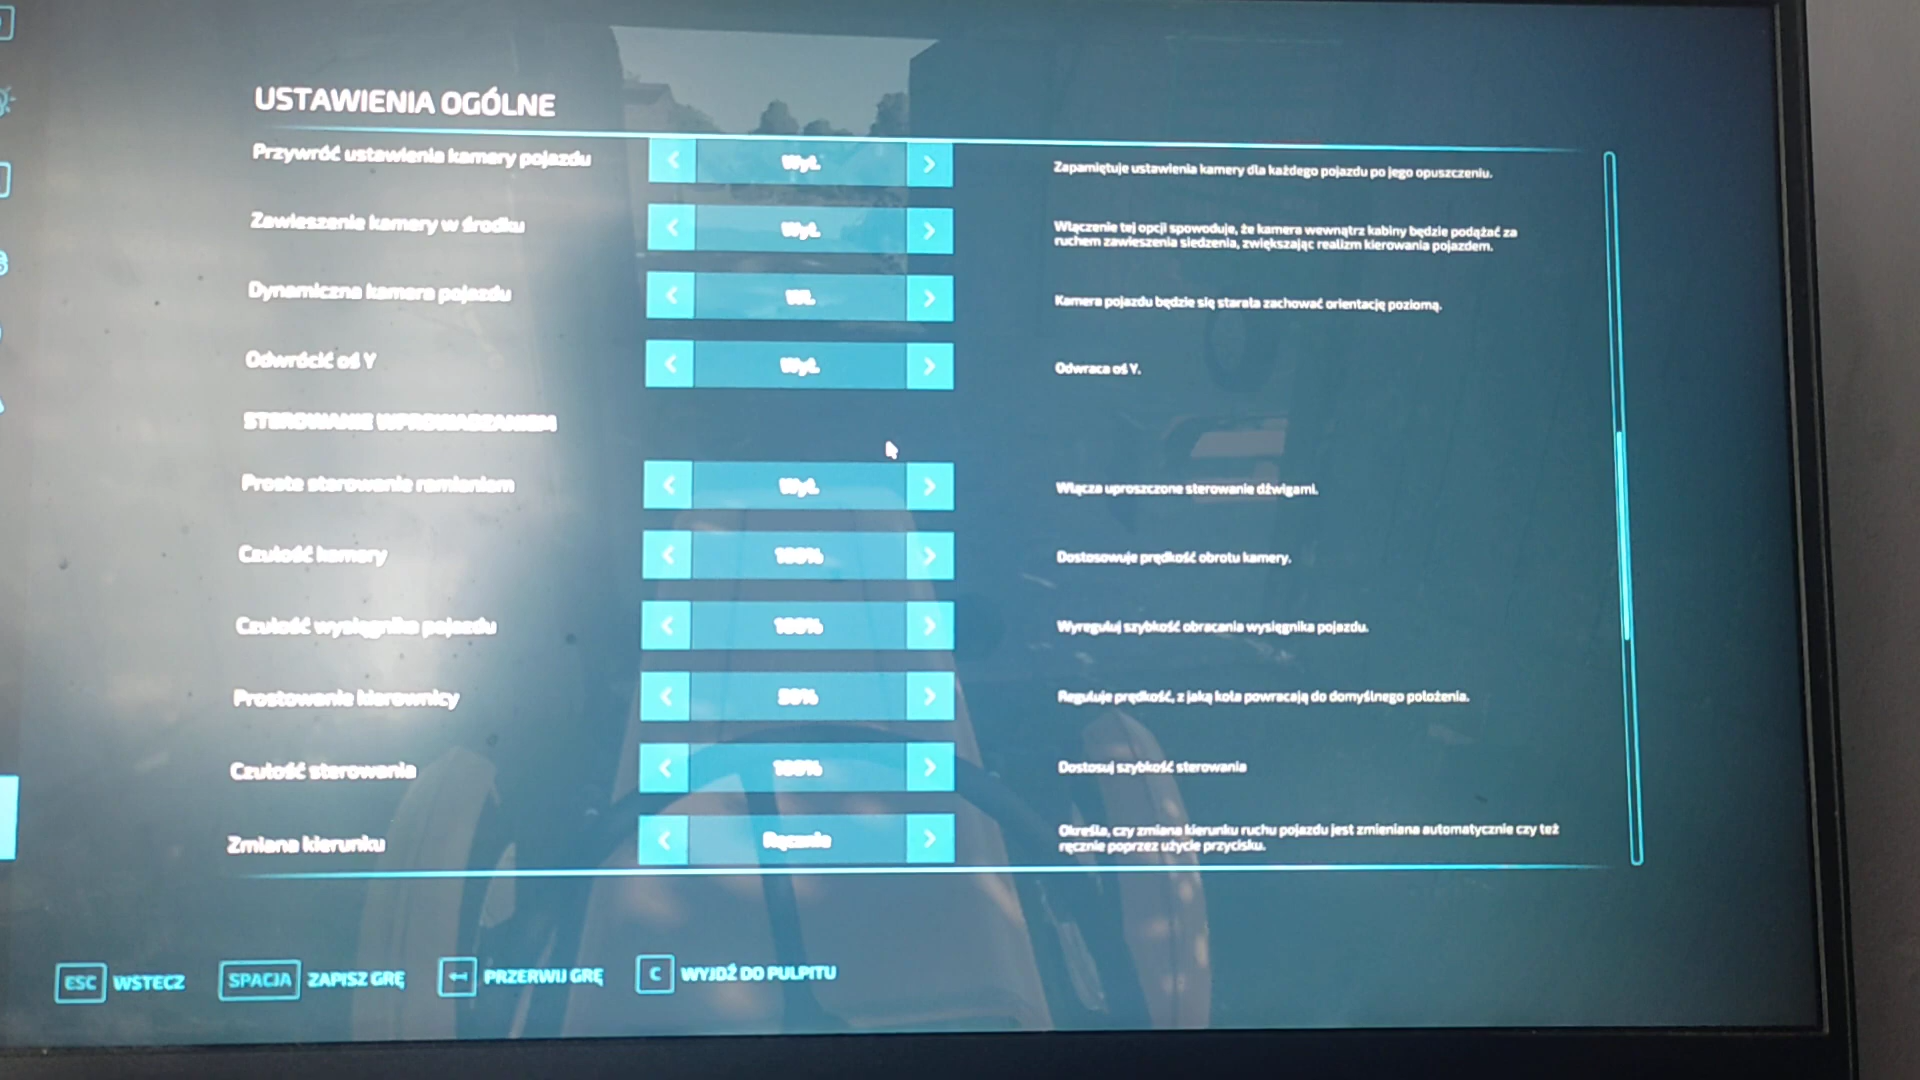 USTAWIENIA OGÓLNE
Przywróć ustawienia kamery pojazdu
Wył.
Zapamiętuje ustawienia kamery dla każdego pojazdu po jego opuszczeniu.
Zawieszenie kamery w środku
Wył.
Włączenie tej opcji spowoduje, że kamera wewnątrz kabiny będzie podążać za
ruchem zawieszenia siedzenia, zwiększając realizm kierowania pojazdem.
Dynamiczna kamera pojazdu
Wł.
Kamera pojazdu będzie się starała zachować orientację poziomą.
Odwrócić oś Y
Wył.
Odwraca oś Y.
STEROWANIE WPROWADZANIEM
Proste sterowanie ramieniem
Wył.
Włącza uproszczone sterowanie dźwigami.
Czułość kamery
100%
Dostosowuje prędkość obrotu kamery.
Czułość wysięgnika pojazdu
100%
Wyreguluj szybkość obracania wysięgnika pojazdu.
Prostowanie kierownicy
Reguluje prędkość, z jaką koła powracają do domyślnego położenia.
Czułość sterowania
100%
Dostosuj szybkość sterowania
Zmiana kierunku
Ręcznie
Określa, czy zmiana kierunku ruchu pojazdu jest zmieniana automatycznie czy też
ręcznie poprzez użycie przycisku.
ESC WSTECZ SPACJA ZAPISZ GRĘ PRZERWIJ GRĘ C WYJDŹ DO PULPITU